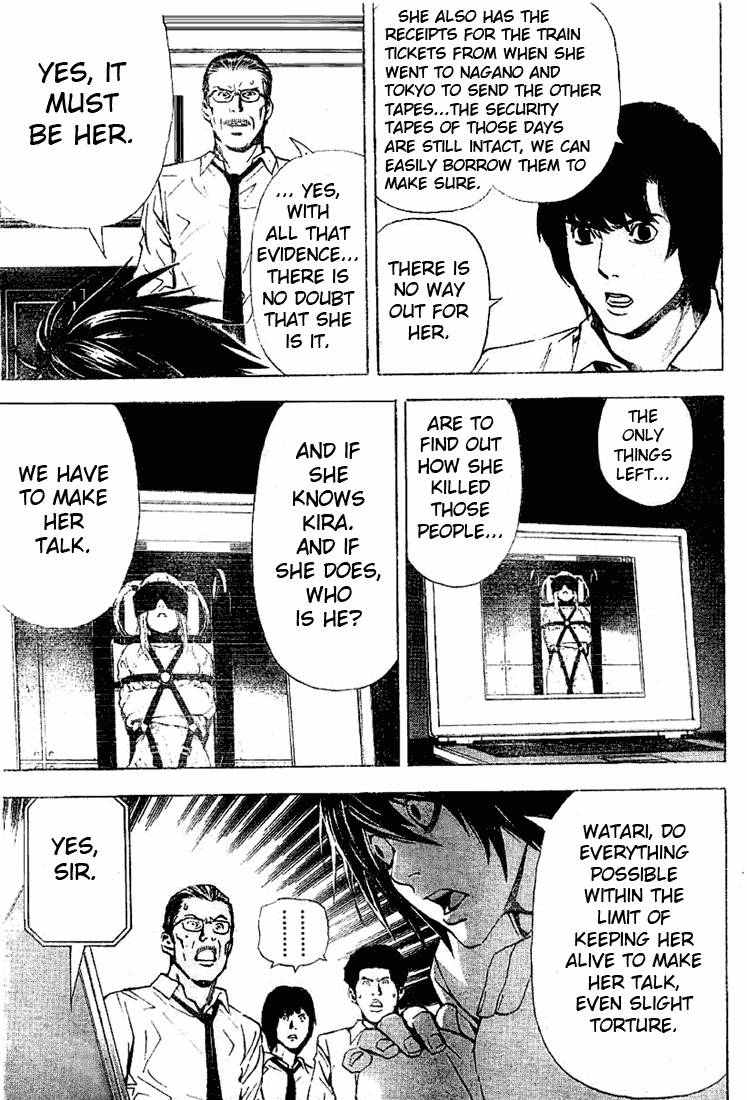 SHE ALSO HAS THE
RECEIPTS FOR THE TRAIN
TICKETS FROM WHEN SHE
WENT TO NAGANO AND
TOKYO TO SEND THE OTHER
TAPES...THE SECURITY
TAPES OF THOSE DAYS
ARE STILL INTACT, WE CAN
EASILY BORROW THEM TO
MAKE SURE.
THERE IS
NO WAY
OUT FOR
HER.
... YES,
WITH
ALL THAT
EVIDENCE...
THERE IS
NO DOUBT
THAT SHE
IS IT.
YES, IT
MUST
BE HER.
THE
ONLY
THINGS
LEFT...
ARE TO
FIND OUT
HOW SHE
KILLED
THOSE
PEOPLE...
AND IF
SHE
KNOWS
KIRA.
AND IF
SHE DOES,
WHO
IS HE?
WE HAVE
TO MAKE
HER
TALK.
WATARI, DO
EVERYTHING
POSSIBLE
WITHIN THE
LIMIT OF
KEEPING HER
ALIVE TO MAKE
HER TALK,
EVEN SLIGHT
TORTURE.
......
......
YES,
SIR.